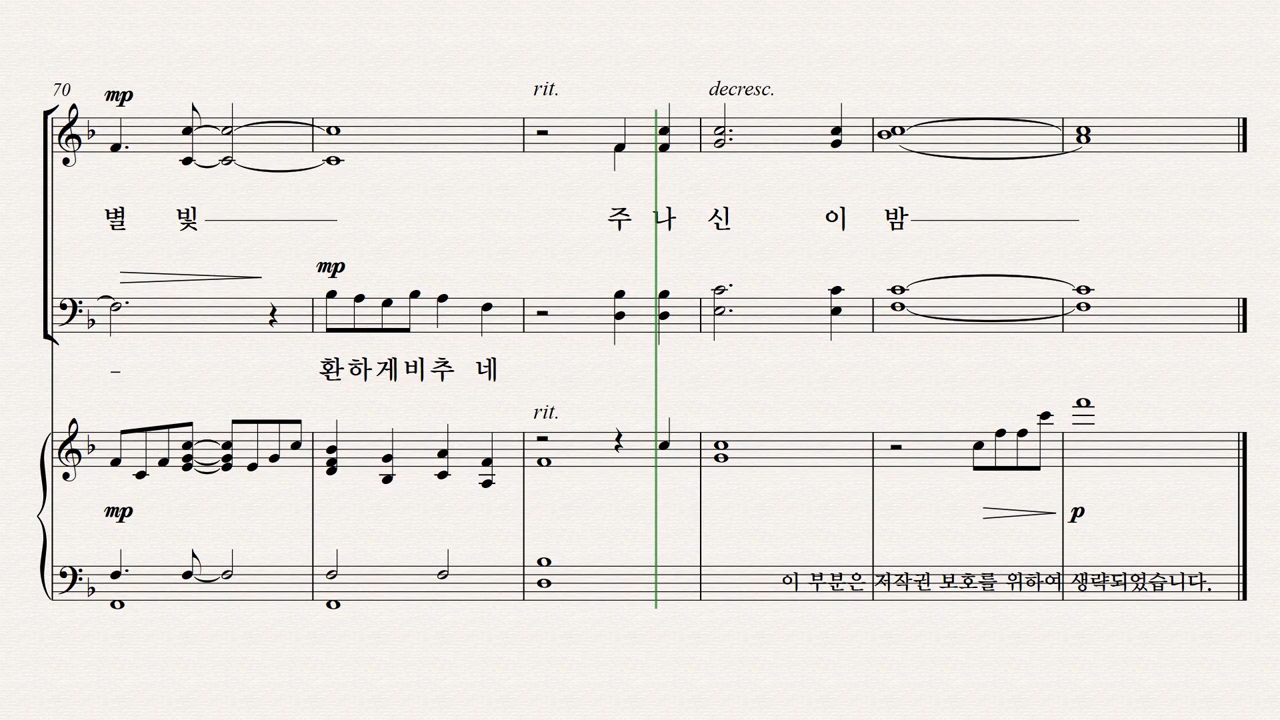 70 mp rit. decresc.
별 빛 주 나 신 이 밤
mp
환하게비추 네
rit.
mp p
이 부분은 저작권 보호를 위하여 생략되었습니다.